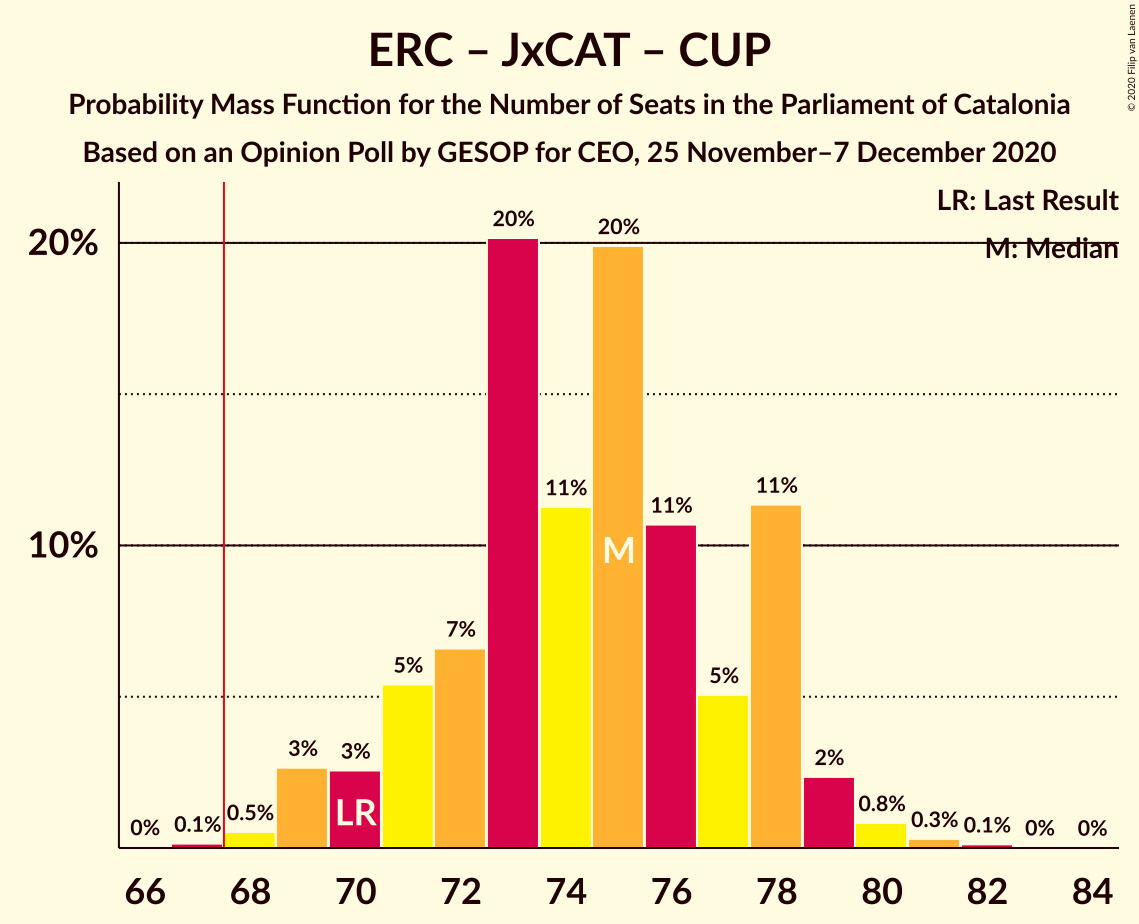 ERC – JxCAT – CUP
Probability Mass Function for the Number of Seats in the Parliament of Catalonia
Based on an Opinion Poll by GESOP for CEO, 25 November–7 December 2020
© 2020 Filip van Laenen
LR: Last Result
M: Median
20%
10%
0%
0.1%
0.5%
3%
3%
5%
7%
20%
11%
20%
11%
5%
11%
2%
0.8%
0.3%
0.1%
0%
0%
LR
M
66 68 70 72 74 76 78 80 82 84